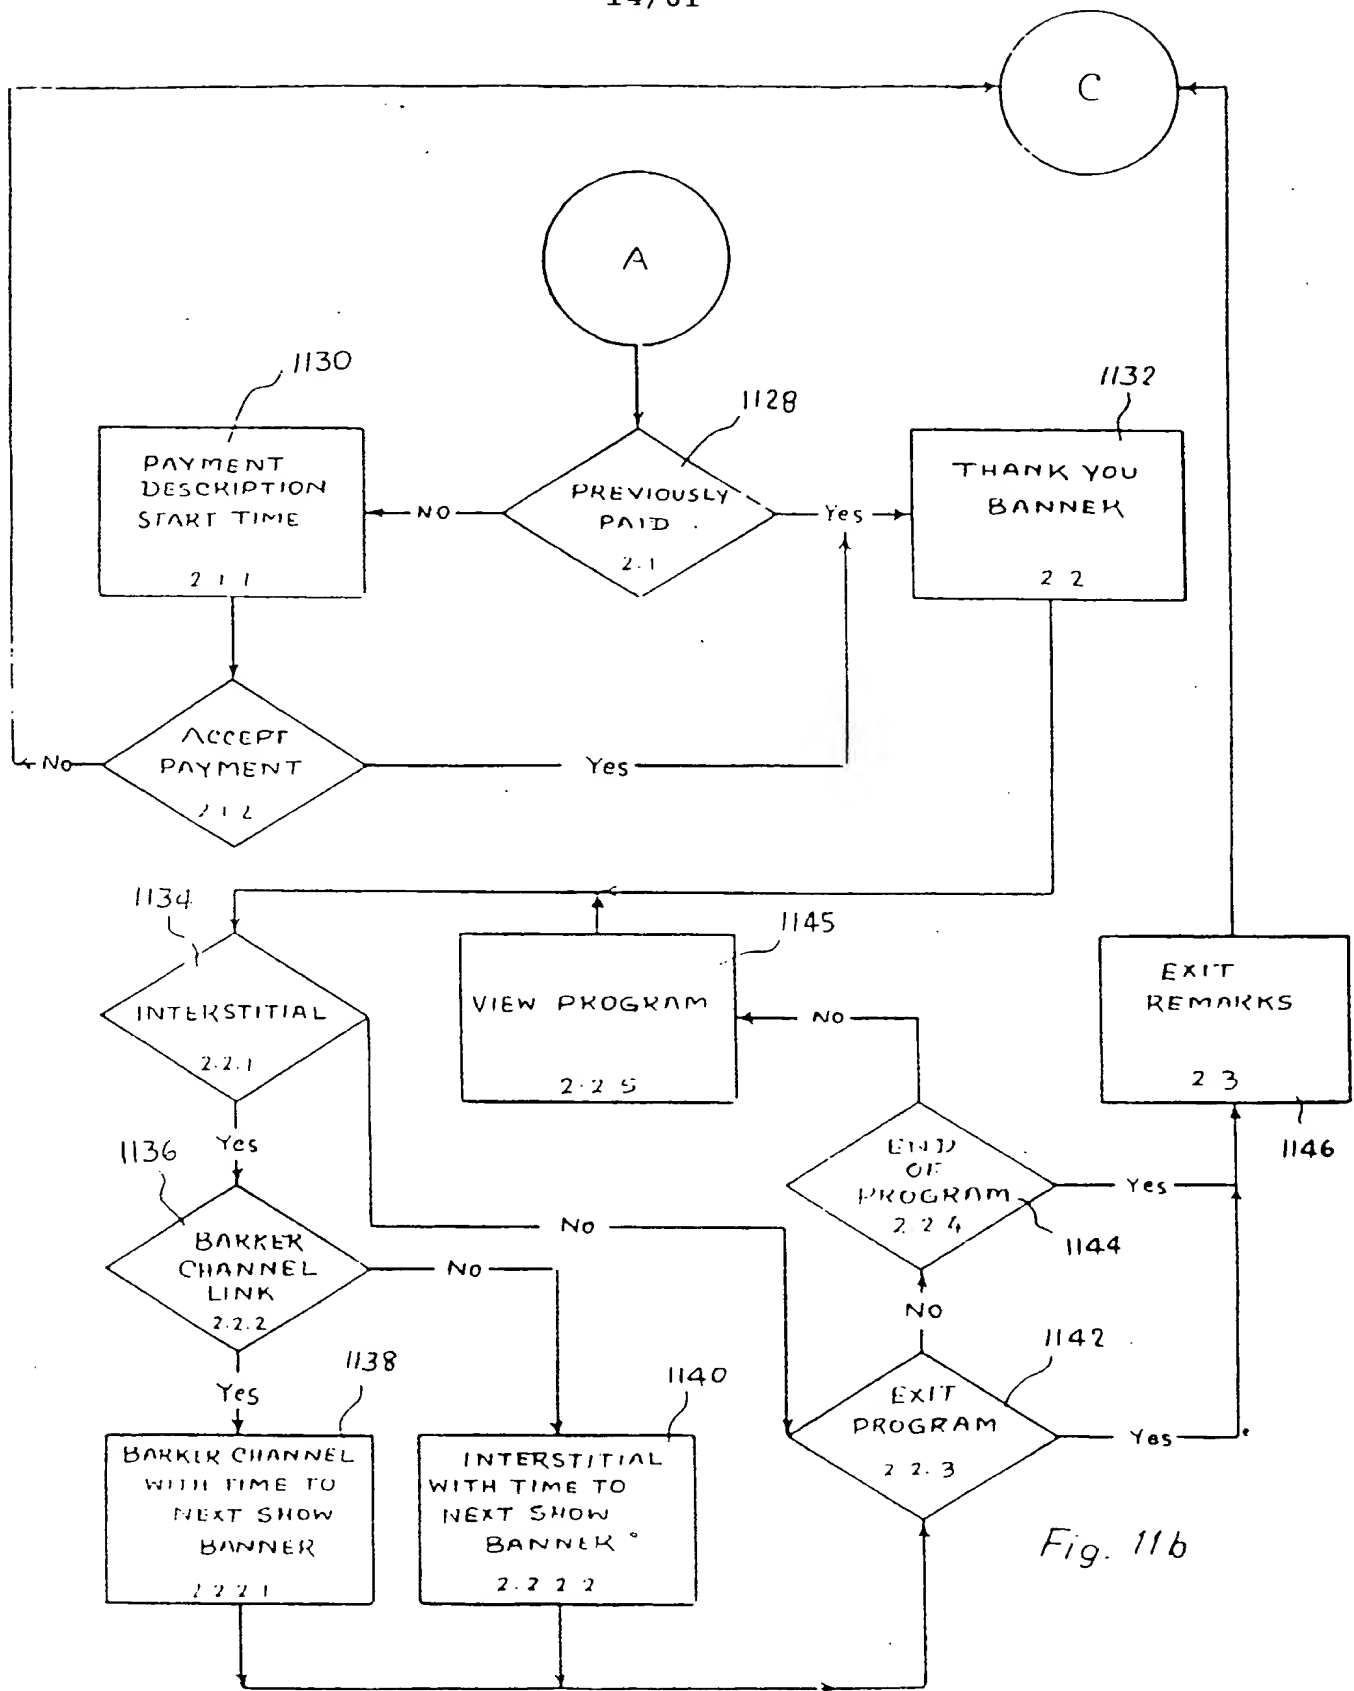 C
A
1130
1128
1132
PAYMENT
DESCRIPTION
START TIME
2 1 1
NO
PREVIOUSLY
PAID
2.1
Yes
THANK YOU
BANNER
2 2
ACCEPT
PAYMENT
2 1 2
No
Yes
1134
INTERSTITIAL
2.2.1
1145
VIEW PROGRAM
2.2 5
NO
EXIT
REMARKS
2 3
1146
Yes
1136
BARKER
CHANNEL
LINK
2.2.2
No
No
END
OF
PROGRAM
2 2 4
Yes
1144
NO
Yes
1138
1140
1142
EXIT
PROGRAM
2 2.3
Yes
BARKER CHANNEL
WITH TIME TO
NEXT SHOW
BANNER
2 2 2 1
INTERSTITIAL
WITH TIME TO
NEXT SHOW
BANNER
2.2 2 2
Fig. 11b